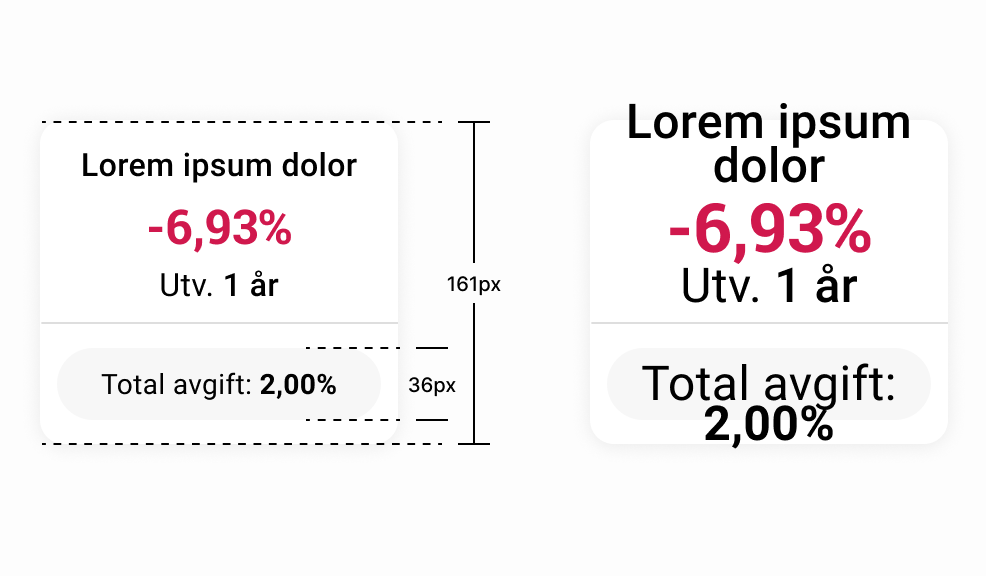 Lorem ipsum dolor
-6,93%
Utv. 1 år
161px
Total avgift: 2,00%
36px
Lorem ipsum
dolor
-6,93%
Utv. 1 år
Total avgift:
2,00%